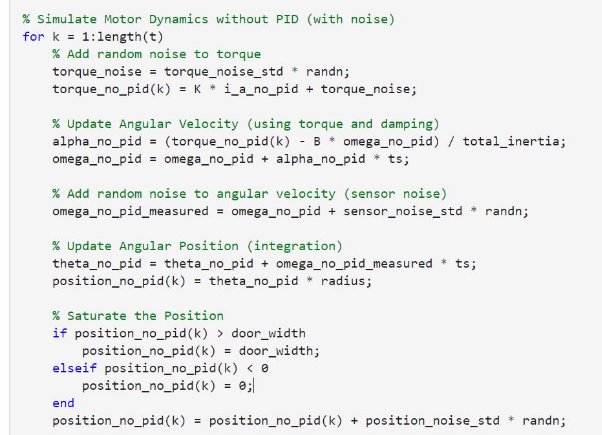 % Simulate Motor Dynamics without PID (with noise)
for k = 1:length(t)
    % Add random noise to torque
    torque_noise = torque_noise_std * randn;
    torque_no_pid(k) = K * i_a_no_pid + torque_noise;

    % Update Angular Velocity (using torque and damping)
    alpha_no_pid = (torque_no_pid(k) - B * omega_no_pid) / total_inertia;
    omega_no_pid = omega_no_pid + alpha_no_pid * ts;

    % Add random noise to angular velocity (sensor noise)
    omega_no_pid_measured = omega_no_pid + sensor_noise_std * randn;

    % Update Angular Position (integration)
    theta_no_pid = theta_no_pid + omega_no_pid_measured * ts;
    position_no_pid(k) = theta_no_pid * radius;

    % Saturate the Position
    if position_no_pid(k) > door_width
        position_no_pid(k) = door_width;
    elseif position_no_pid(k) < 0
        position_no_pid(k) = 0;
    end
    position_no_pid(k) = position_no_pid(k) + position_noise_std * randn;